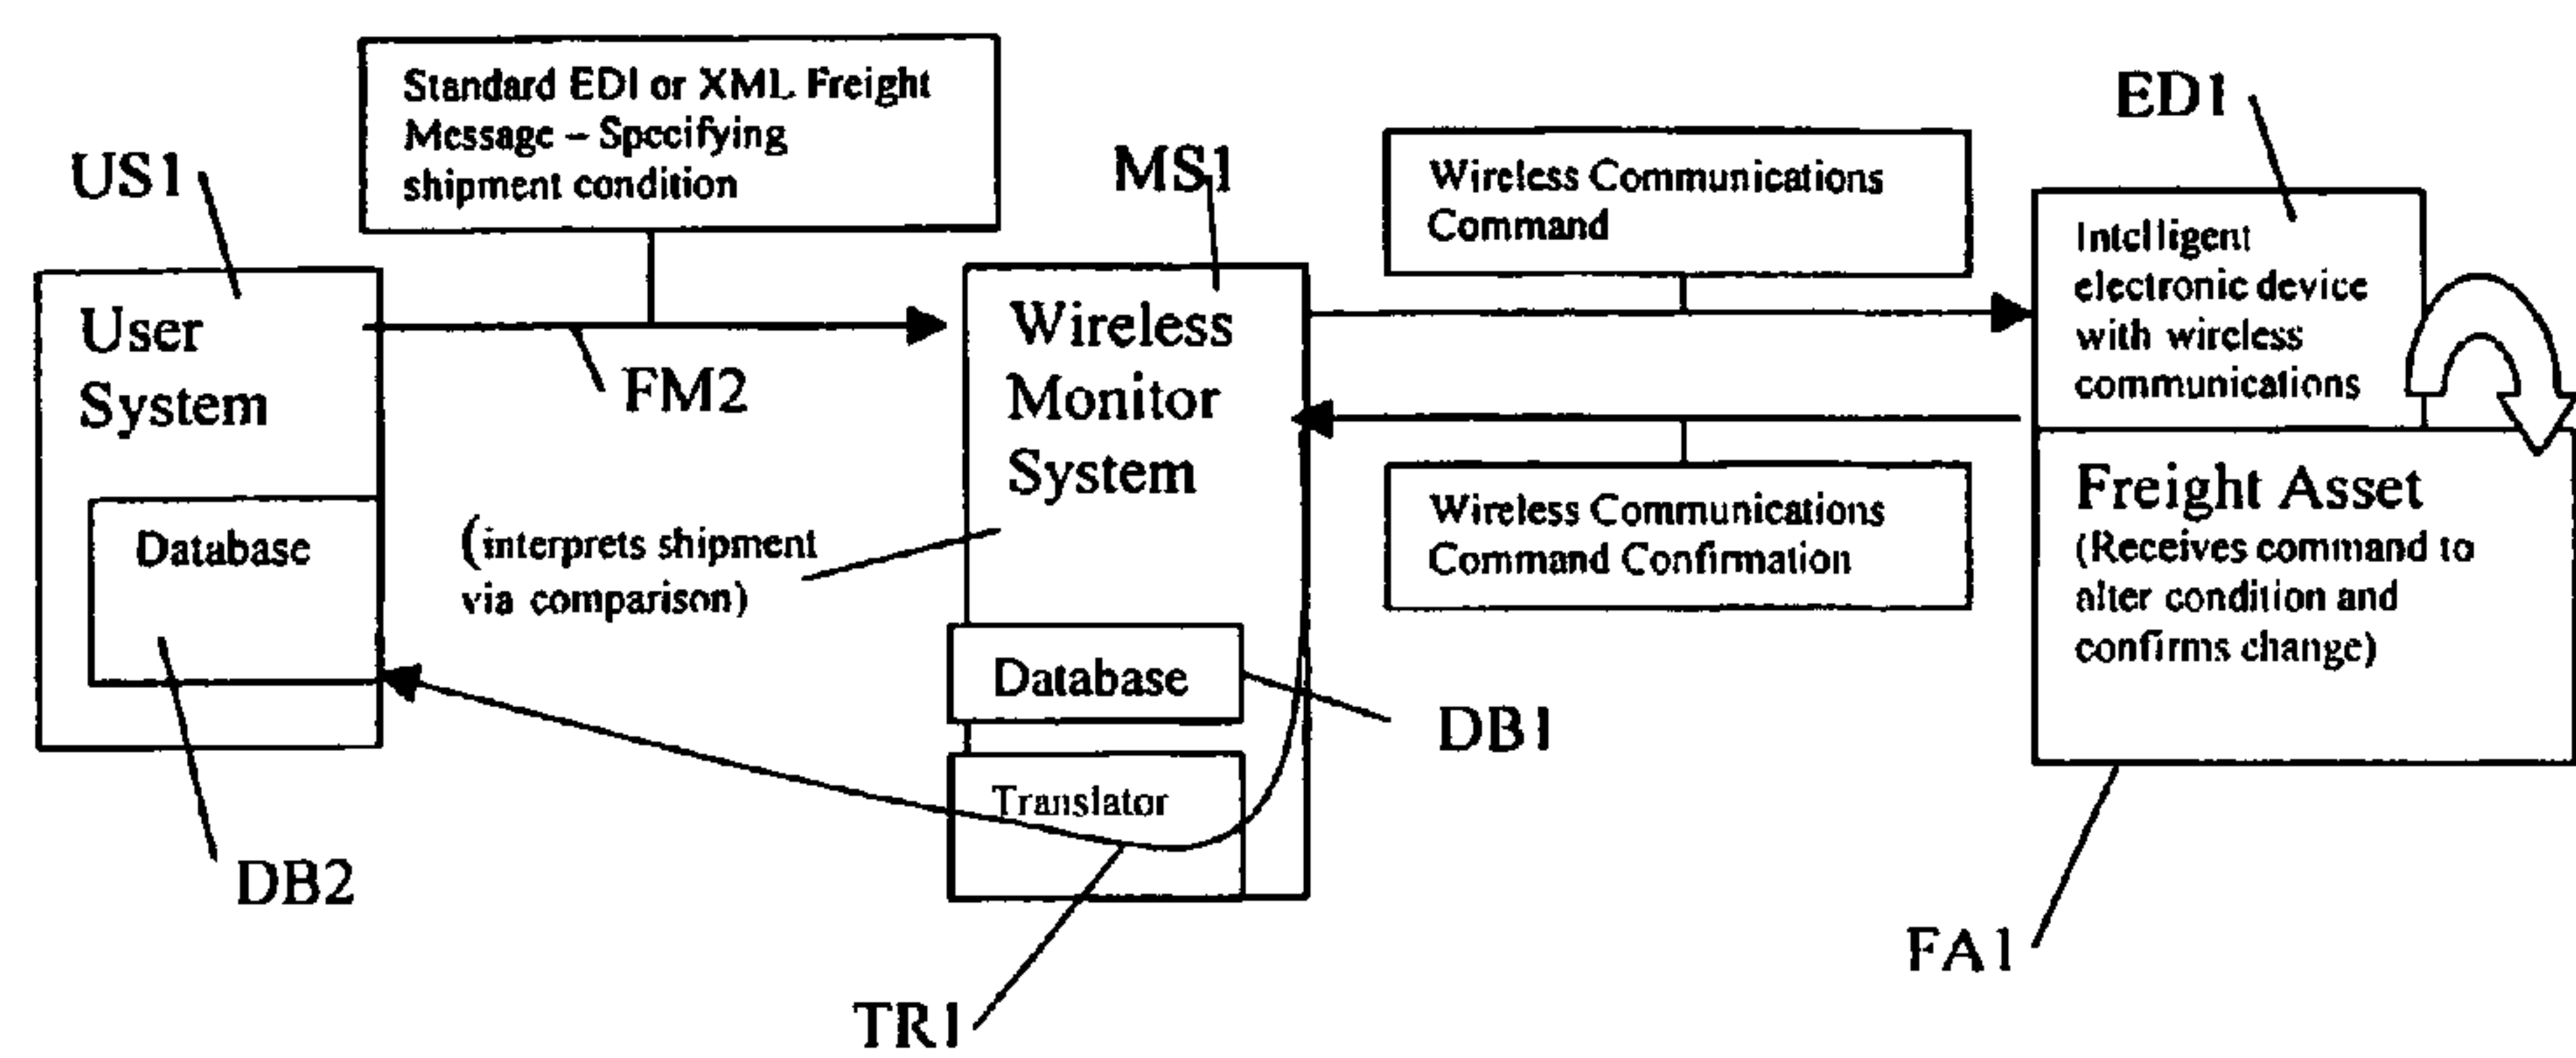 Standard EDI or XML Freight
Message – Specifying
shipment condition
US1
User
System
Database
DB2
FM2
(interprets shipment
via comparison)
MS1
Wireless
Monitor
System
Database
DB1
Translator
TR1
Wireless Communications
Command
Wireless Communications
Command Confirmation
ED1
Intelligent
electronic device
with wireless
communications
Freight Asset
(Receives command to
alter condition and
confirms change)
FA1